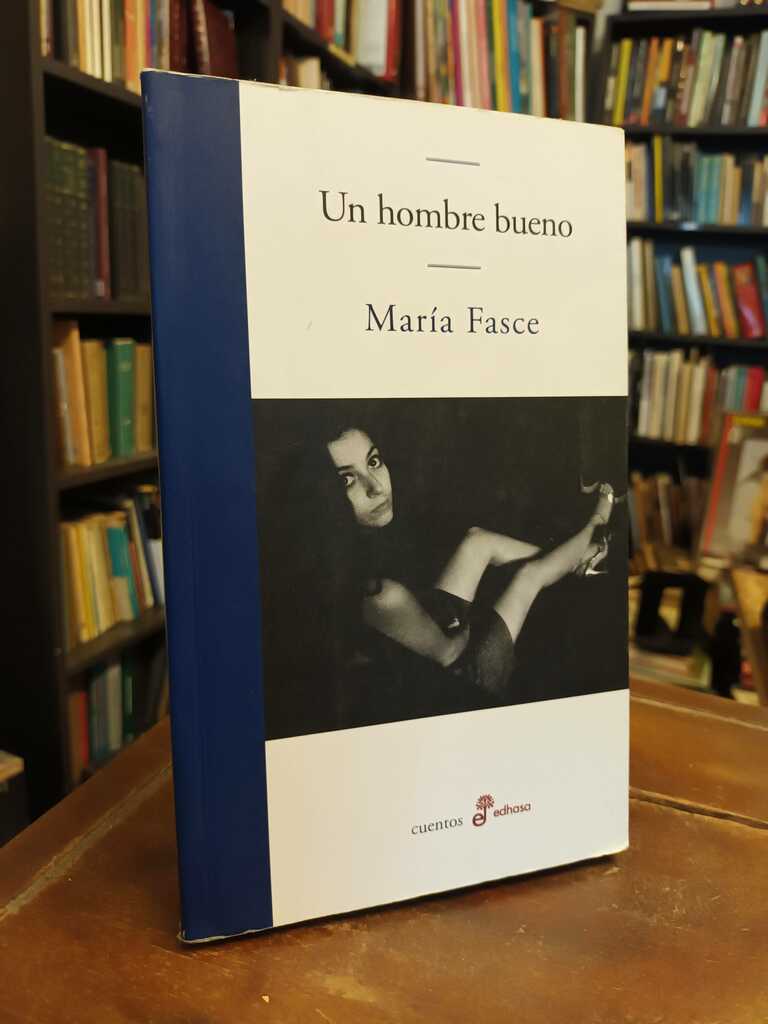 Un hombre bueno
María Fasce
cuentos edhasa